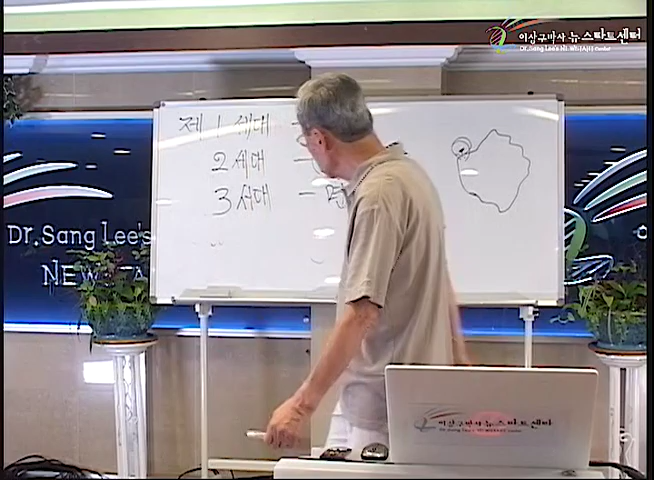 이상구박사 뉴스타트센터
Dr.Sang Lee's NEWSTART Center
제 1 세대 -
2 세대 -
3 세대 - 면
Dr.Sang Lee's
NEW
이상구박사 뉴스타트센터